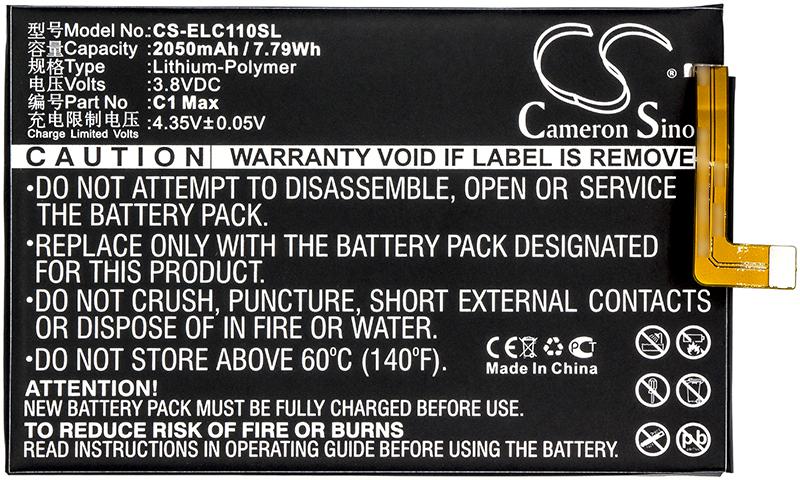 型号Model No.:CS-ELC110SL
容量Capacity:2050mAh / 7.79Wh
规格Type:Lithium-Polymer
电压Volts:3.8VDC
编号Part No:C1 Max
充电限制电压:4.35V±0.05V
Charge Limited Volts
CS®
Cameron Sino
CAUTION WARRANTY VOID IF LABEL IS REMOVE
•DO NOT ATTEMPT TO DISASSEMBLE, OPEN OR SERVICE
THE BATTERY PACK.
•REPLACE ONLY WITH THE BATTERY PACK DESIGNATED
FOR THIS PRODUCT.
•DO NOT CRUSH, PUNCTURE, SHORT EXTERNAL CONTACTS
OR DISPOSE OF IN FIRE OR WATER.
•DO NOT STORE ABOVE 60ºC (140ºF).
CE PC
Made In China
ATTENTION:
NEW BATTERY PACK MUST BE FULLY CHARGED BEFORE USE.
TO REDUCE RISK OF FIRE OR BURNS
READ INSTRUCTIONS IN OPERATING GUIDE BEFORE USE.
Pb